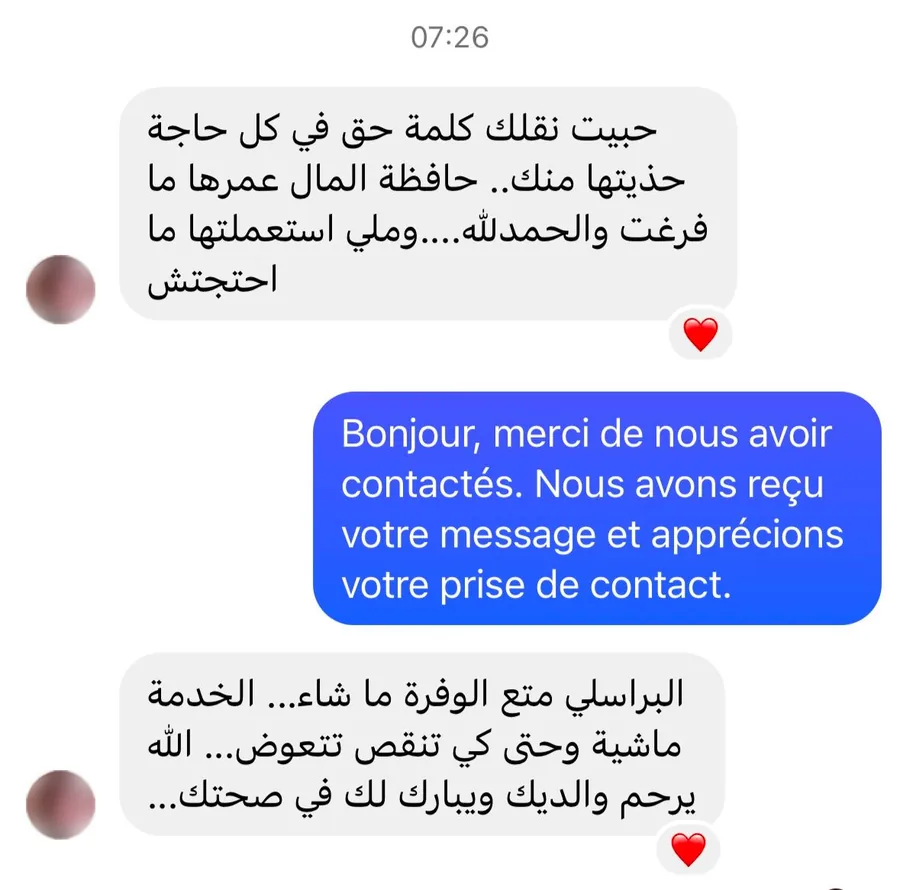 07:26
حبيت نقلك كلمة حق في كل حاجة
حذيتها منك.. حافظة المال عمرها ما
فرغت والحمدلله....وملي استعملتها ما
احتجتش
Bonjour, merci de nous avoir
contactés. Nous avons reçu
votre message et apprécions
votre prise de contact.
البراسلي متع الوفرة ما شاء... الخدمة
ماشية وحتى كي تنقص تتعوض... الله
يرحم والديك ويبارك لك في صحتك...